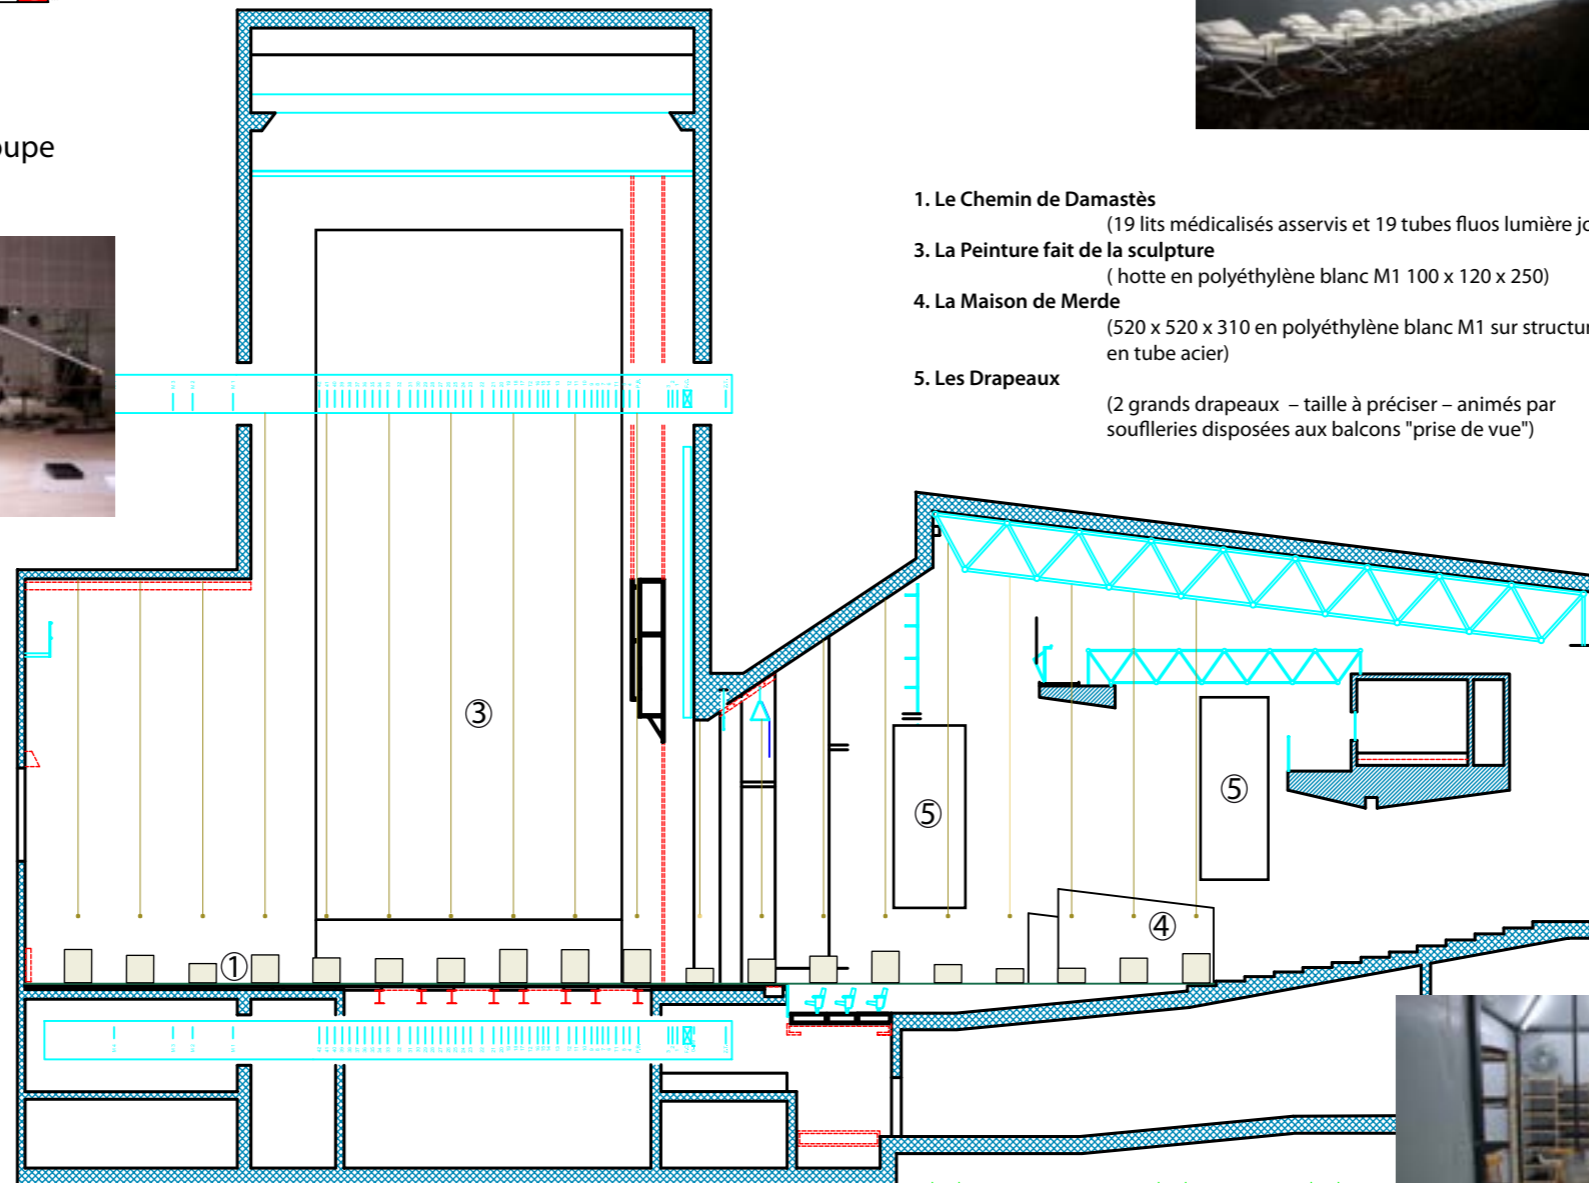 oupe
1. Le Chemin de Damastès
(19 lits médicalisés asservis et 19 tubes fluos lumière jo
3. La Peinture fait de la sculpture
( hotte en polyéthylène blanc M1 100 x 120 x 250)
4. La Maison de Merde
(520 x 520 x 310 en polyéthylène blanc M1 sur structur
en tube acier)
5. Les Drapeaux
(2 grands drapeaux – taille à préciser – animés par
souflleries disposées aux balcons "prise de vue")
③
⑤
⑤
④
①